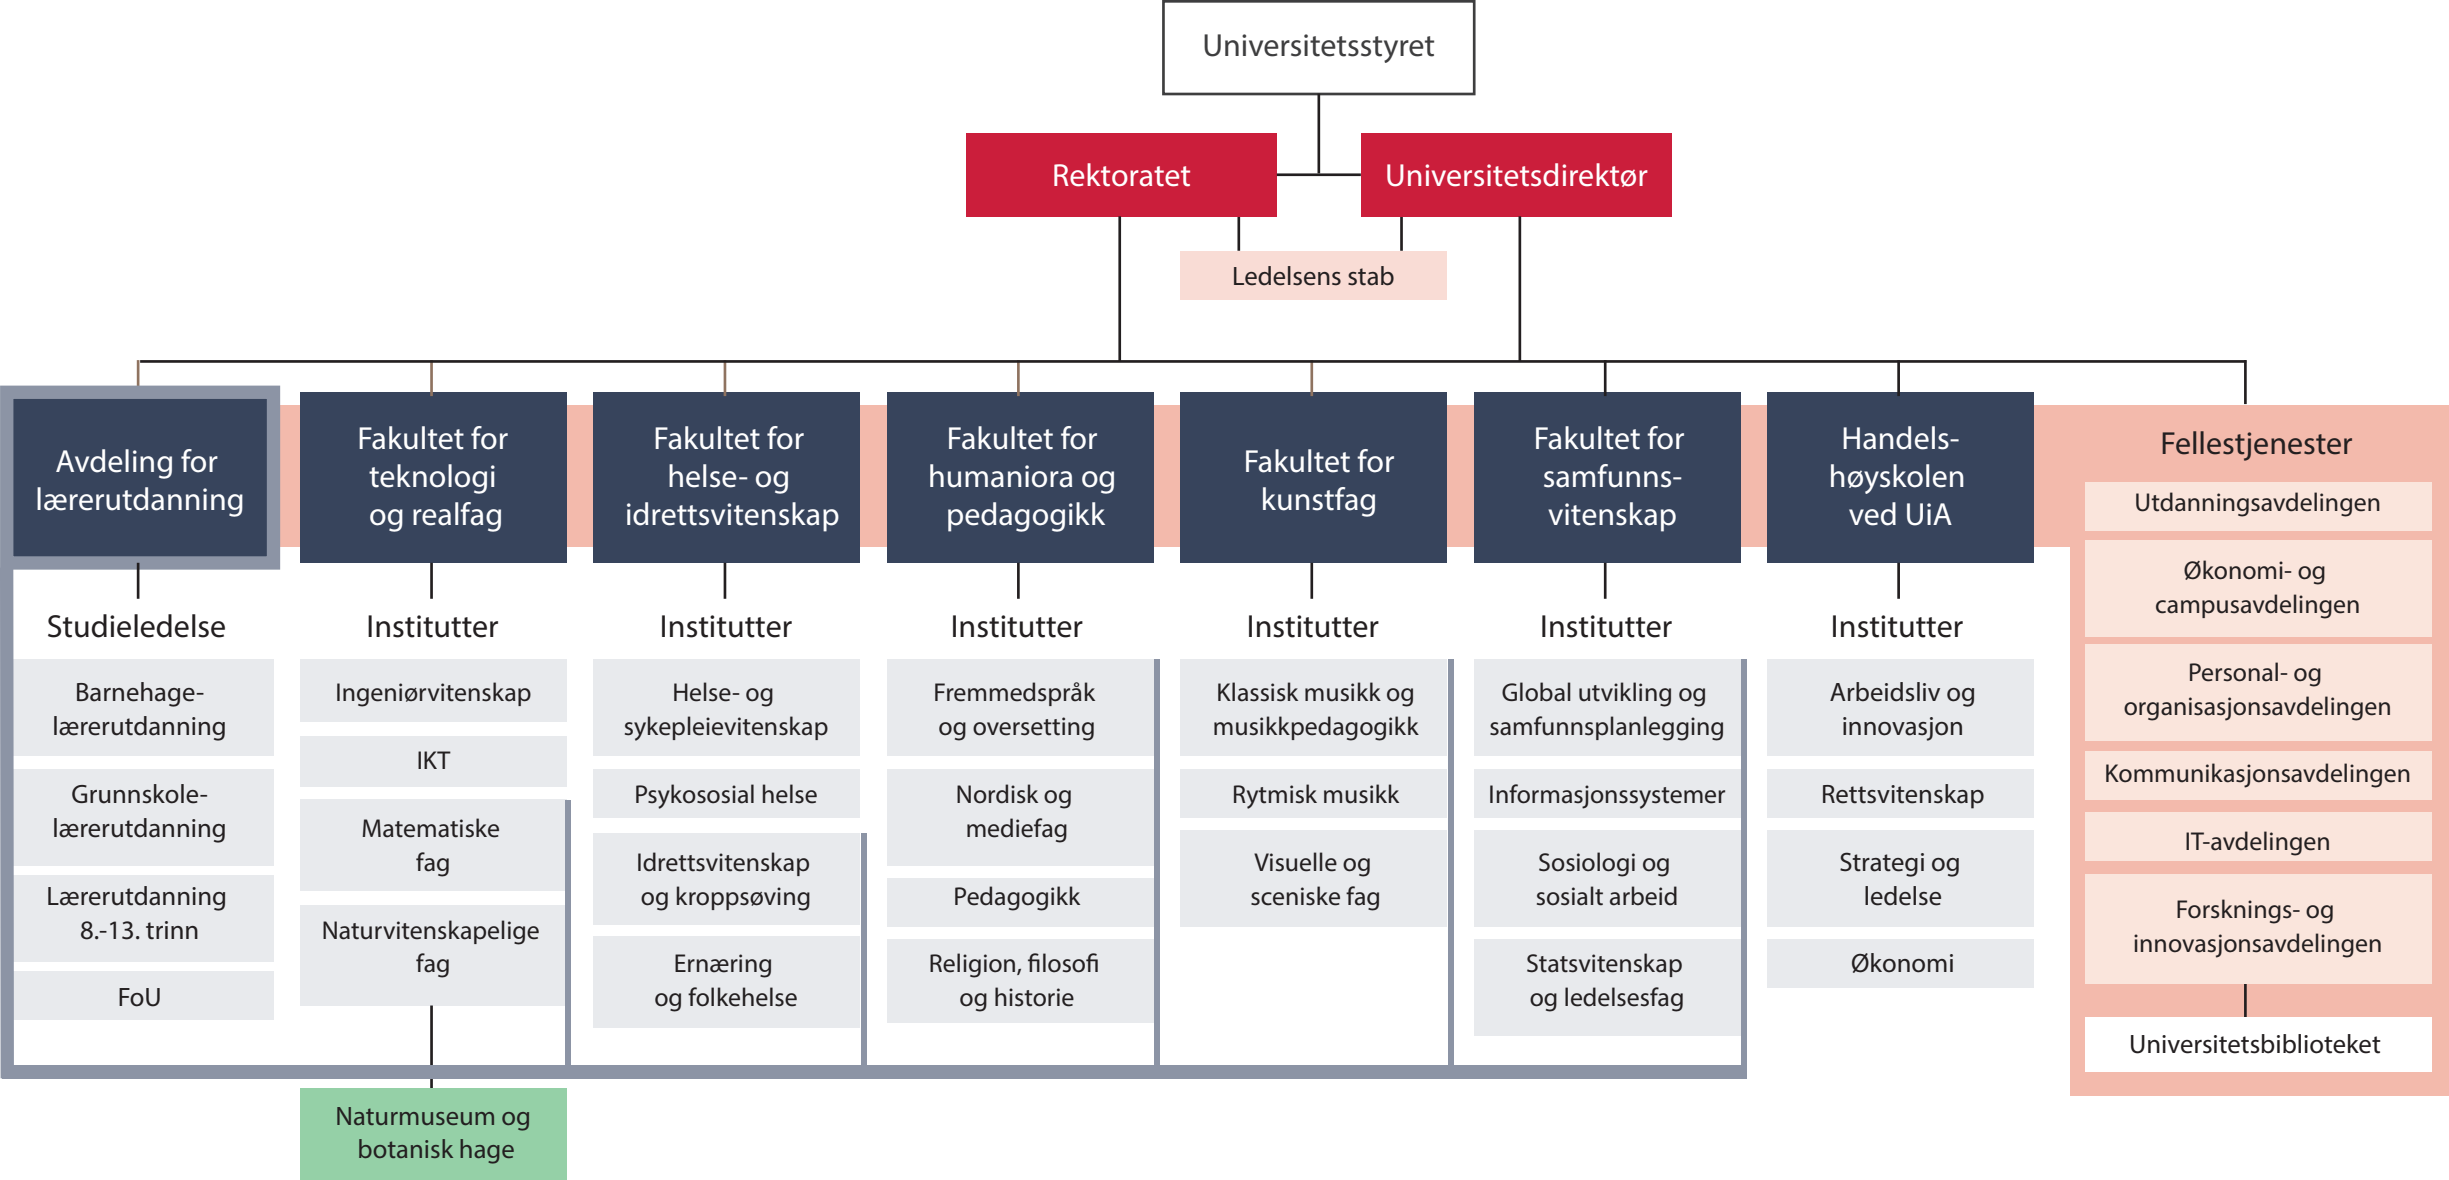 Universitetsstyret
Rektoratet
Universitetsdirektør
Ledelsens stab
Avdeling for
lærerutdanning
Studieledelse
Barnehage-
lærerutdanning
Grunnskole-
lærerutdanning
Lærerutdanning
8.-13. trinn
FoU
Fakultet for
teknologi
og realfag
Institutter
Ingeniørvitenskap
IKT
Matematiske
fag
Naturvitenskapelige
fag
Naturmuseum og
botanisk hage
Fakultet for
helse- og
idrettsvitenskap
Institutter
Helse- og
sykepleievitenskap
Psykososial helse
Idrettsvitenskap
og kroppsøving
Ernæring
og folkehelse
Fakultet for
humaniora og
pedagogikk
Institutter
Fremmedspråk
og oversetting
Nordisk og
mediefag
Pedagogikk
Religion, filosofi
og historie
Fakultet for
kunstfag
Institutter
Klassisk musikk og
musikkpedagogikk
Rytmisk musikk
Visuelle og
sceniske fag
Fakultet for
samfunns-
vitenskap
Institutter
Global utvikling og
samfunnsplanlegging
Informasjonssystemer
Sosiologi og
sosialt arbeid
Statsvitenskap
og ledelsesfag
Handels-
høyskolen
ved UiA
Institutter
Arbeidsliv og
innovasjon
Rettsvitenskap
Strategi og
ledelse
Økonomi
Fellestjenester
Utdanningsavdelingen
Økonomi- og
campusavdelingen
Personal- og
organisasjonsavdelingen
Kommunikasjonsavdelingen
IT-avdelingen
Forsknings- og
innovasjonsavdelingen
Universitetsbiblioteket